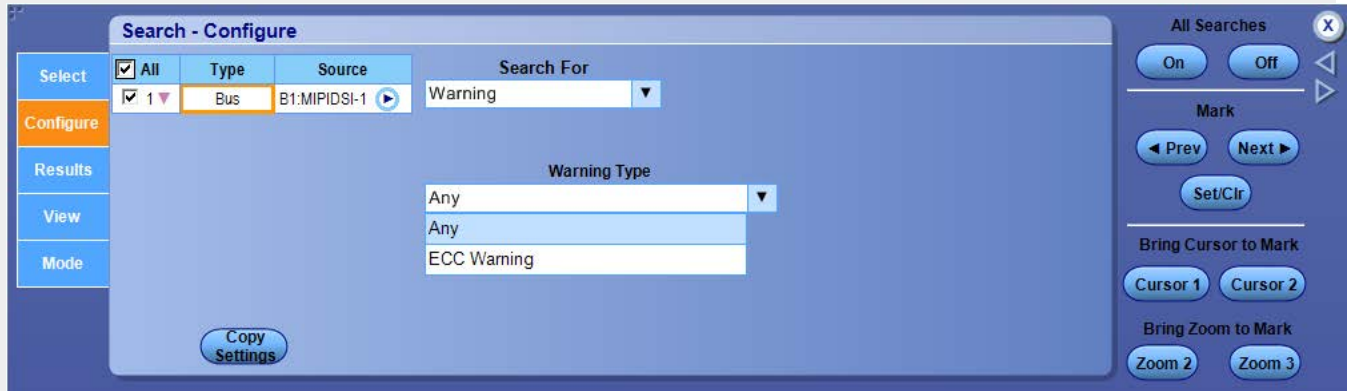 Search - Configure
Select
Configure
Results
View
Mode
All Type Source
1 Bus B1:MIPIDSI-1
Search For
Warning
Warning Type
Any
Any
ECC Warning
Copy
Settings
All Searches
X
On Off
Mark
Prev Next
Set/Clr
Bring Cursor to Mark
Cursor 1 Cursor 2
Bring Zoom to Mark
Zoom 2 Zoom 3